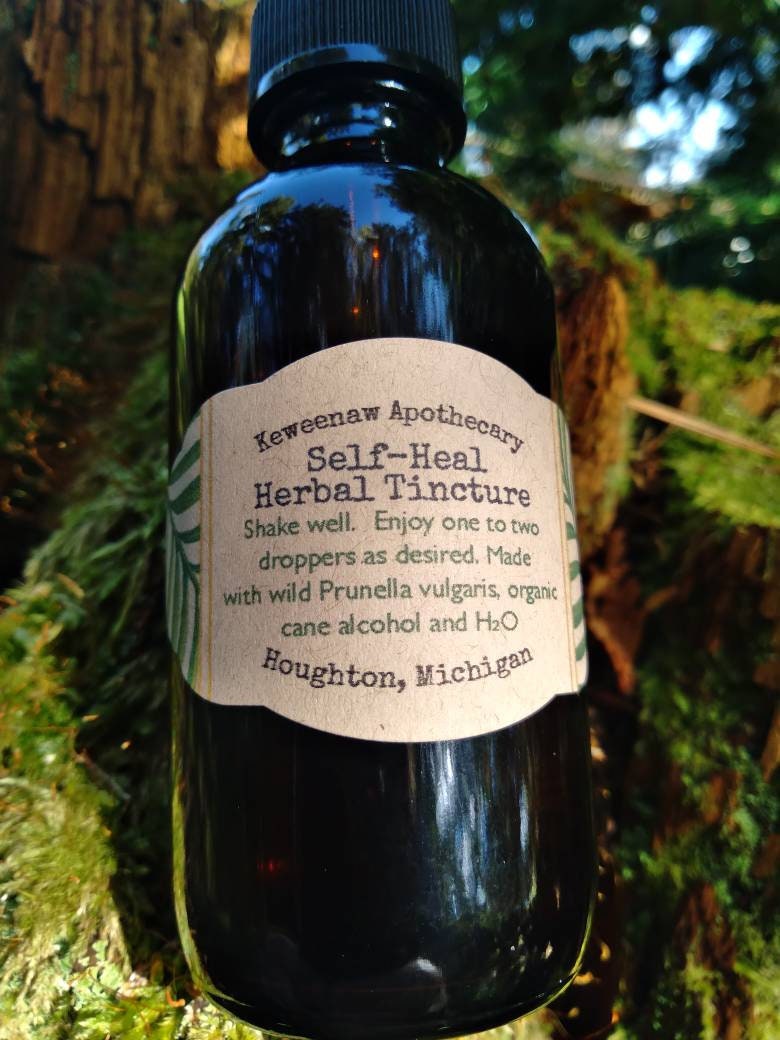 Keweenaw Apothecary
Self-Heal
Herbal Tincture
Shake well. Enjoy one to two
droppers as desired. Made
with wild Prunella vulgaris, organic
cane alcohol and H₂O
Houghton, Michigan